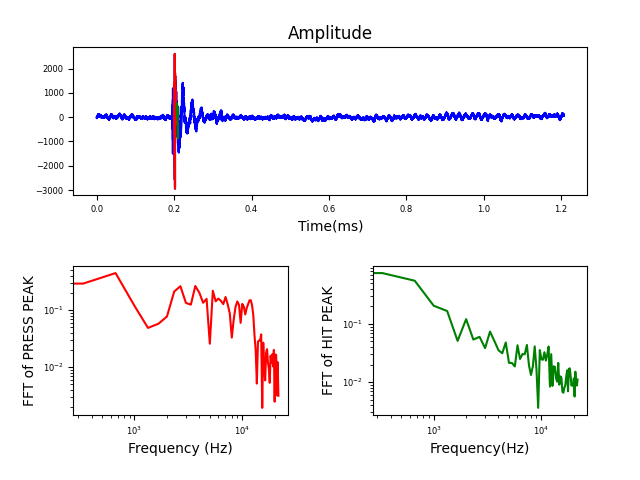 Amplitude
2000
1000
0
−1000
−2000
−3000
0.0 0.2 0.4 0.6 0.8 1.0 1.2
Time(ms)
FFT of PRESS PEAK
10⁻¹
10⁻²
10³ 10⁴
Frequency (Hz)
FFT of HIT PEAK
10⁻¹
10⁻²
10³ 10⁴
Frequency(Hz)